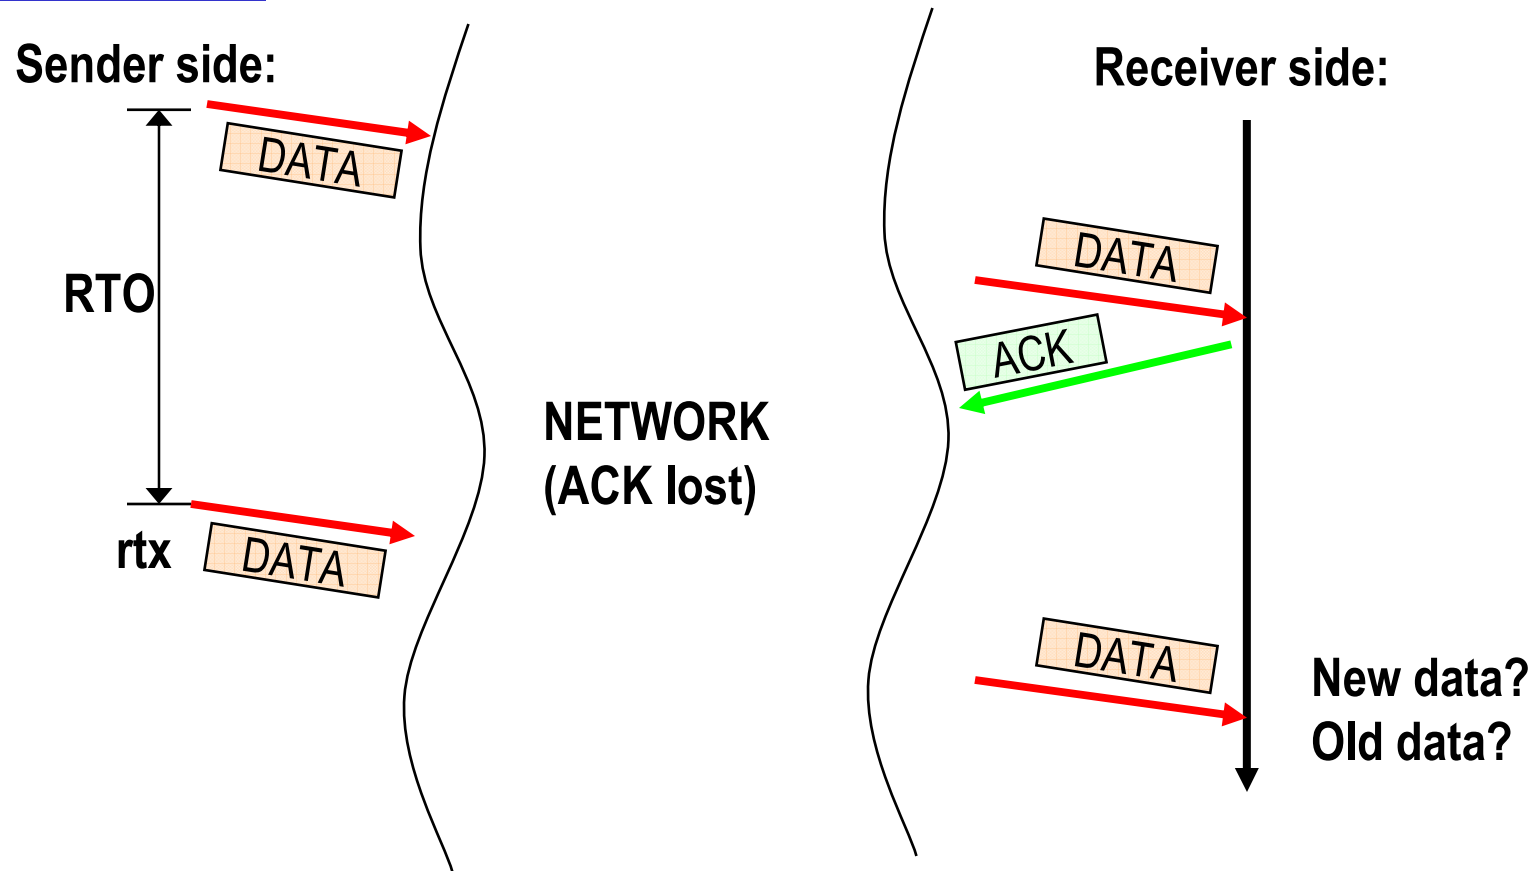 Sender side:
Receiver side:
DATA
DATA
RTO
ACK
NETWORK
(ACK lost)
rtx
DATA
DATA
New data?
Old data?